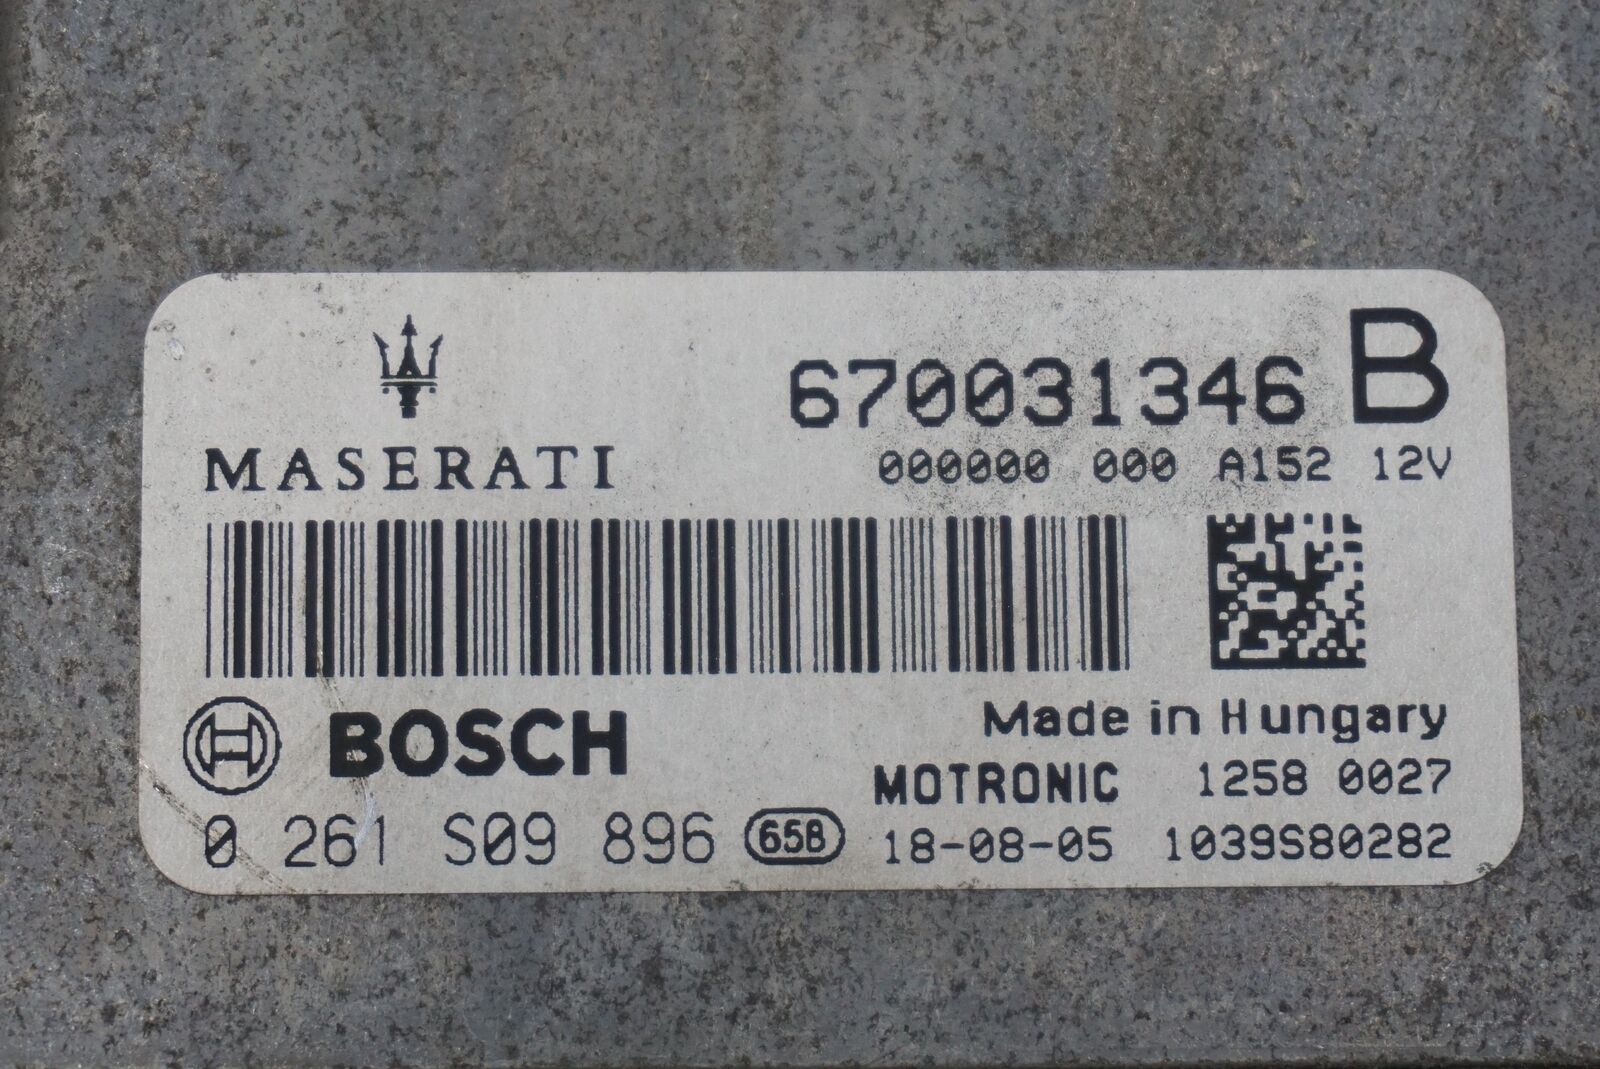 670031346 B
MASERATI
000000 000 A152 12V
Made in Hungary
BOSCH
MOTRONIC 1258 0027
0 261 S09 896 658 18-08-05 1039S80282